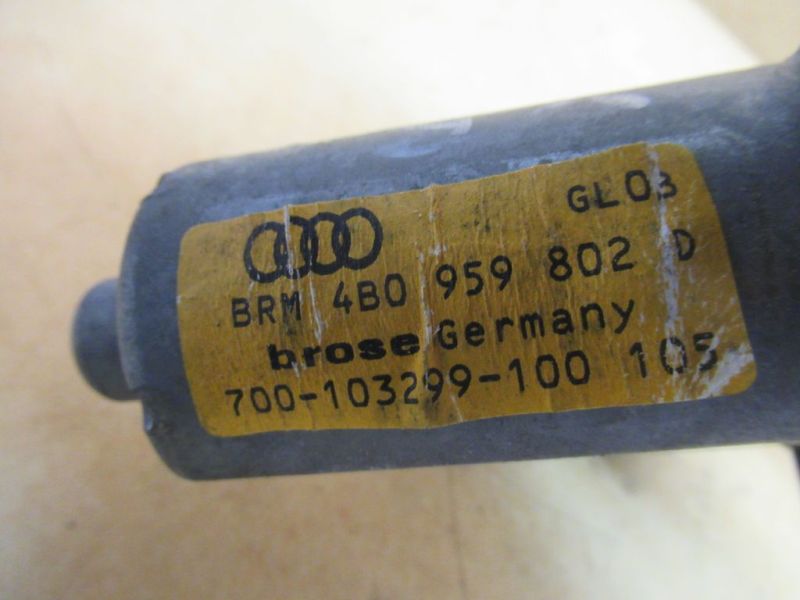 GL03
BRM 4B0 959 802 D
brose Germany
700-103299-100 105